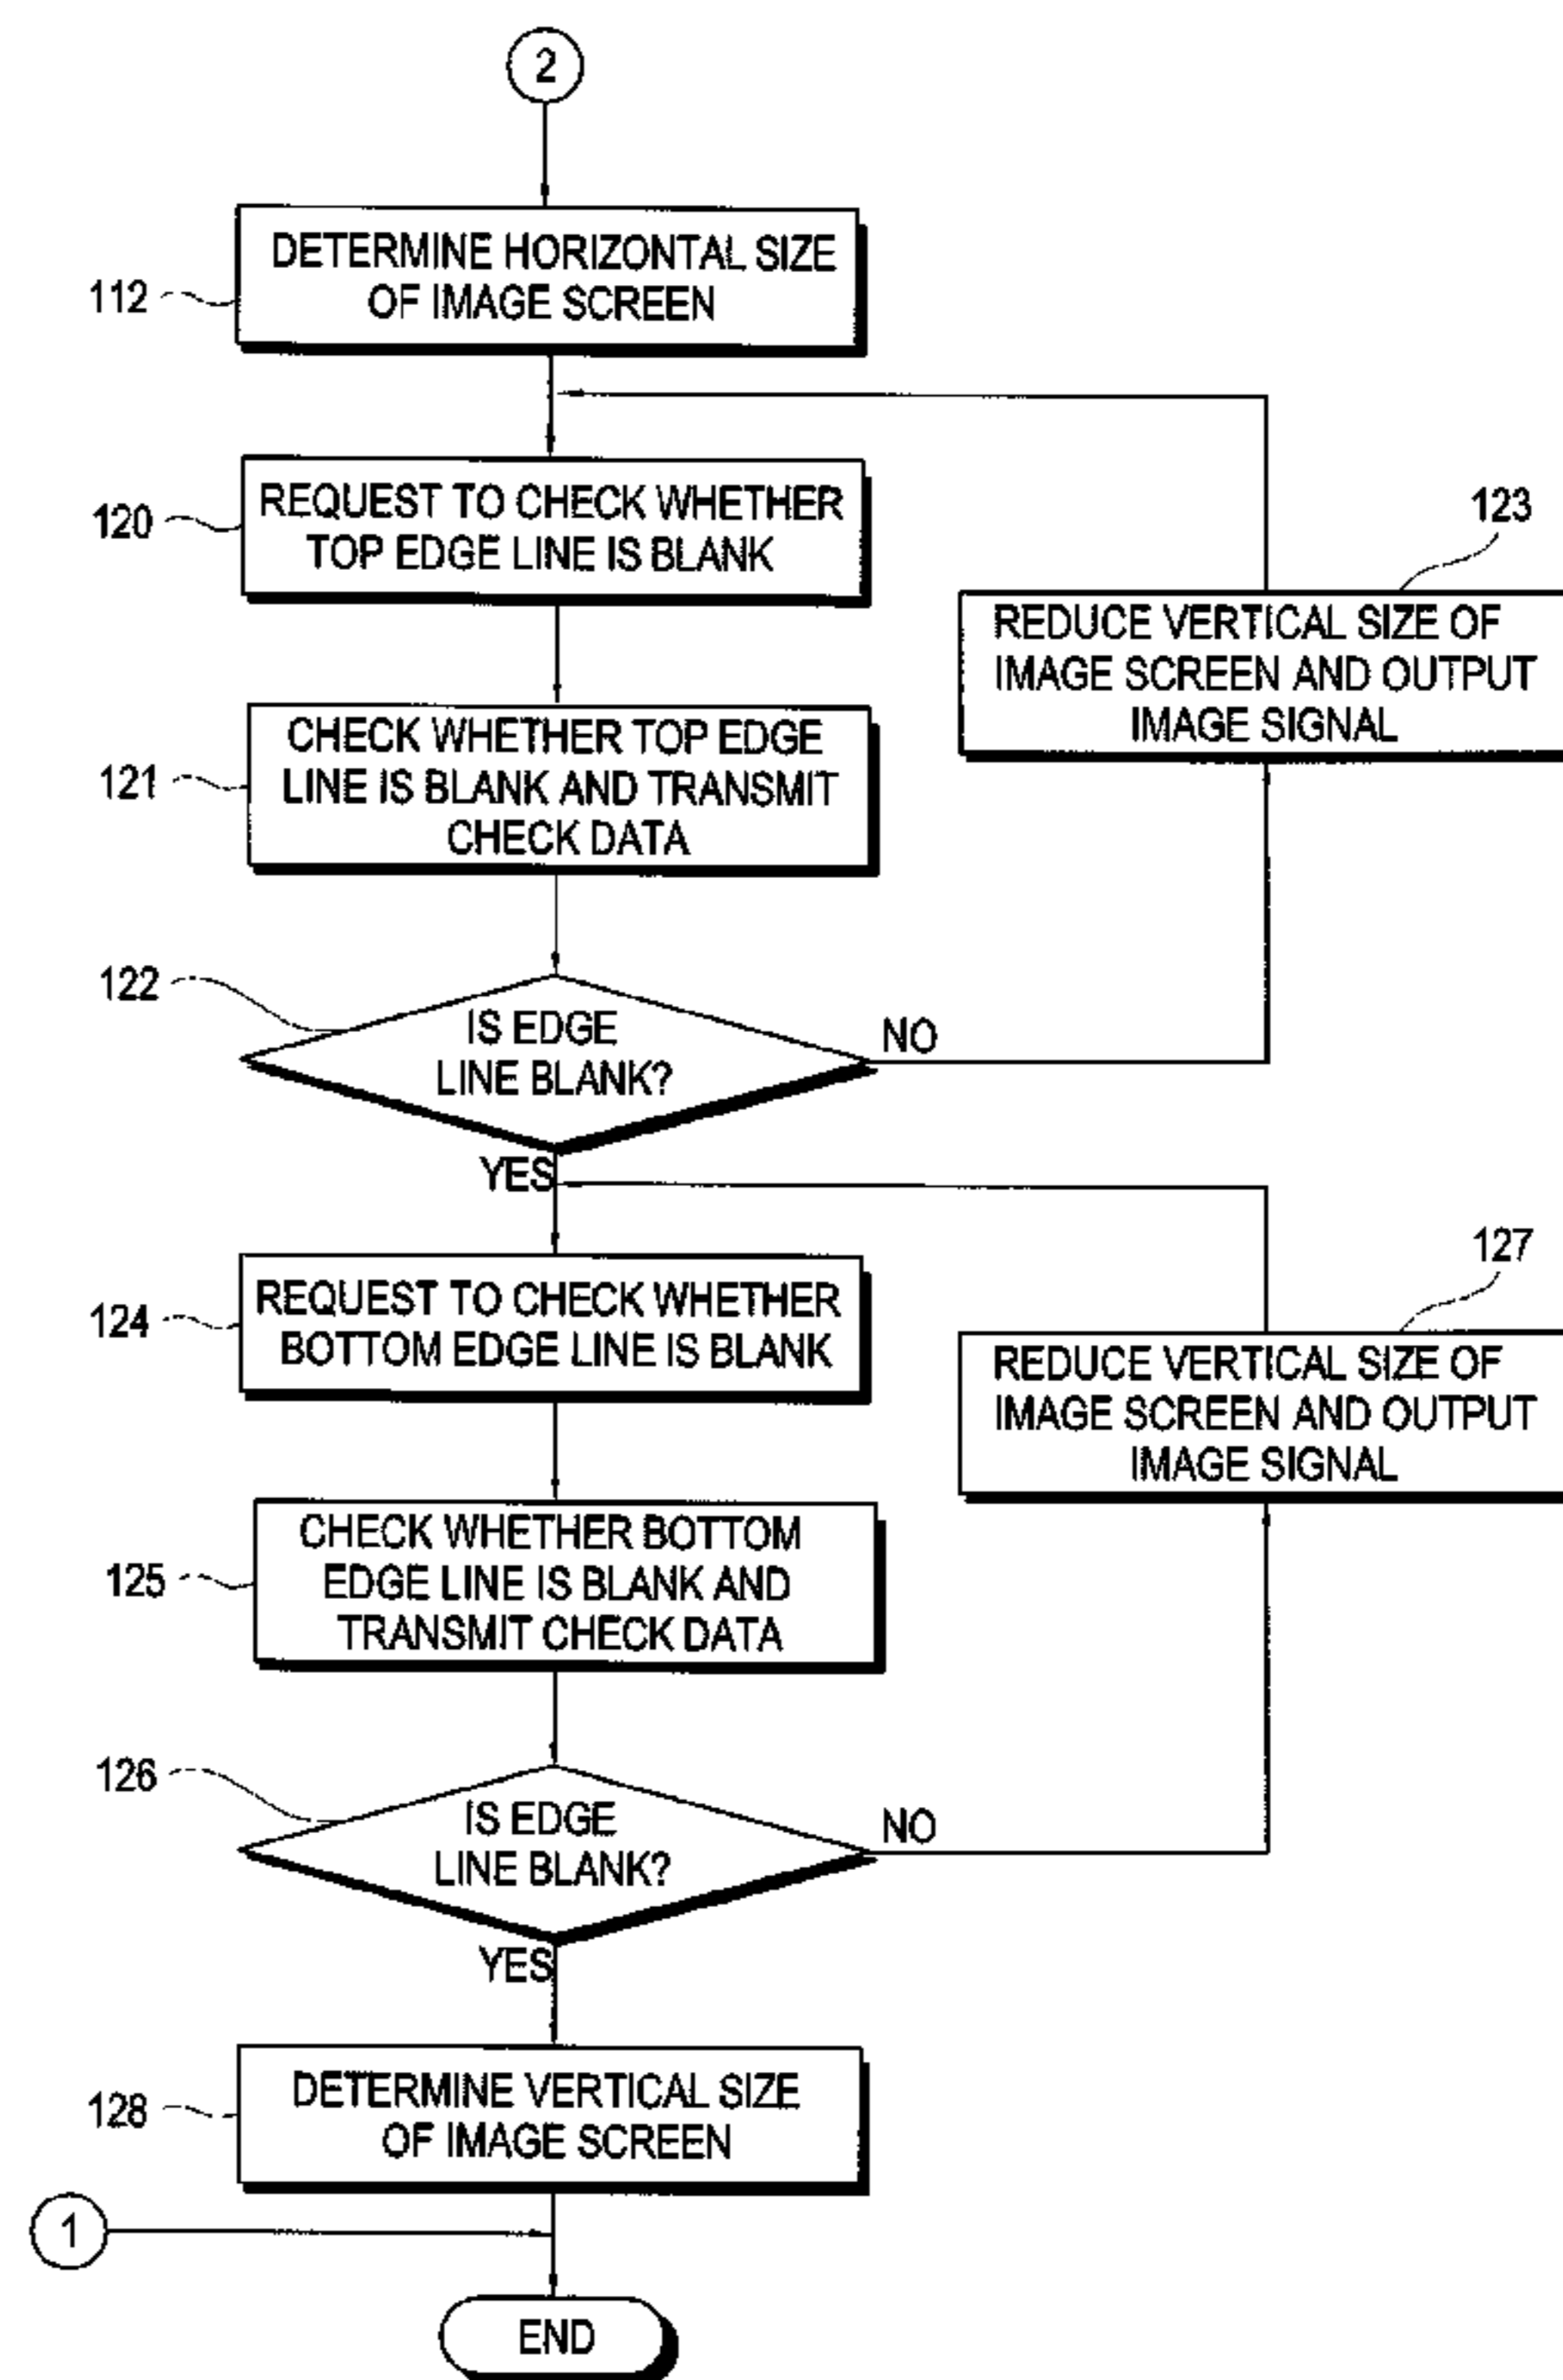 2
DETERMINE HORIZONTAL SIZE
OF IMAGE SCREEN
112
REQUEST TO CHECK WHETHER
TOP EDGE LINE IS BLANK
120
123
REDUCE VERTICAL SIZE OF
IMAGE SCREEN AND OUTPUT
IMAGE SIGNAL
CHECK WHETHER TOP EDGE
LINE IS BLANK AND TRANSMIT
CHECK DATA
121
122
IS EDGE
LINE BLANK?
NO
YES
REQUEST TO CHECK WHETHER
BOTTOM EDGE LINE IS BLANK
124
127
REDUCE VERTICAL SIZE OF
IMAGE SCREEN AND OUTPUT
IMAGE SIGNAL
CHECK WHETHER BOTTOM
EDGE LINE IS BLANK AND
TRANSMIT CHECK DATA
125
126
IS EDGE
LINE BLANK?
NO
YES
DETERMINE VERTICAL SIZE
OF IMAGE SCREEN
128
1
END